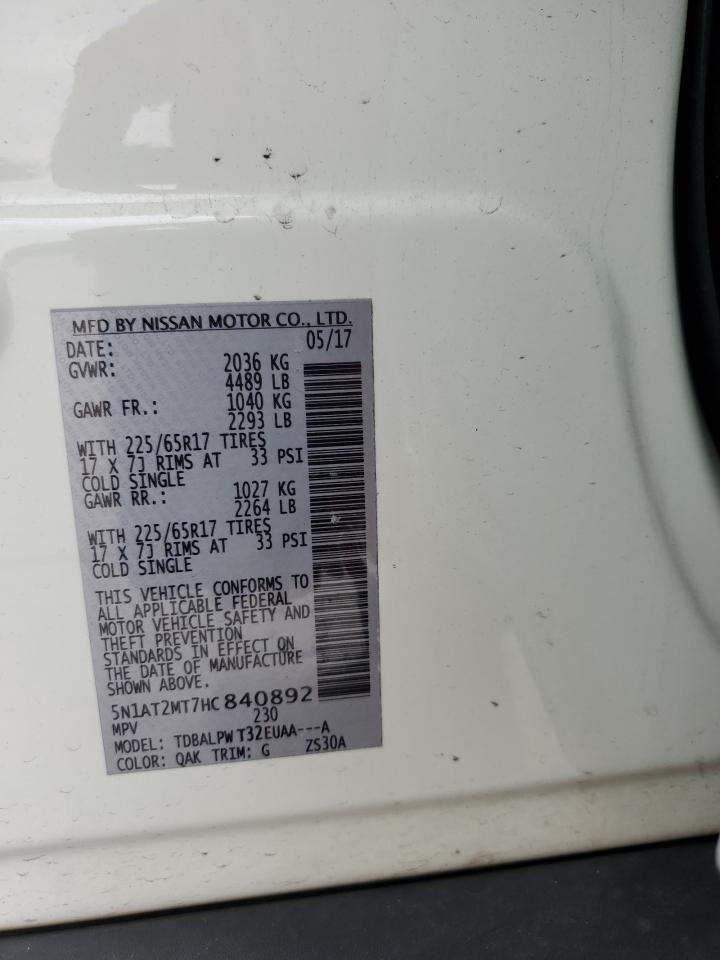 MFD BY NISSAN MOTOR CO., LTD.
DATE: 05/17
GVWR: 2036 KG
4489 LB
GAWR FR.: 1040 KG
2293 LB
WITH 225/65R17 TIRES
17 X 7J RIMS AT 33 PSI
COLD SINGLE
GAWR RR.: 1027 KG
2264 LB
WITH 225/65R17 TIRES
17 X 7J RIMS AT 33 PSI
COLD SINGLE
THIS VEHICLE CONFORMS TO
ALL APPLICABLE FEDERAL
MOTOR VEHICLE SAFETY AND
THEFT PREVENTION
STANDARDS IN EFFECT ON
THE DATE OF MANUFACTURE
SHOWN ABOVE.
5N1AT2MT7HC840892
MPV 230
MODEL: TDBALPW T32EUAA---A
COLOR: QAK TRIM: G ZS30A